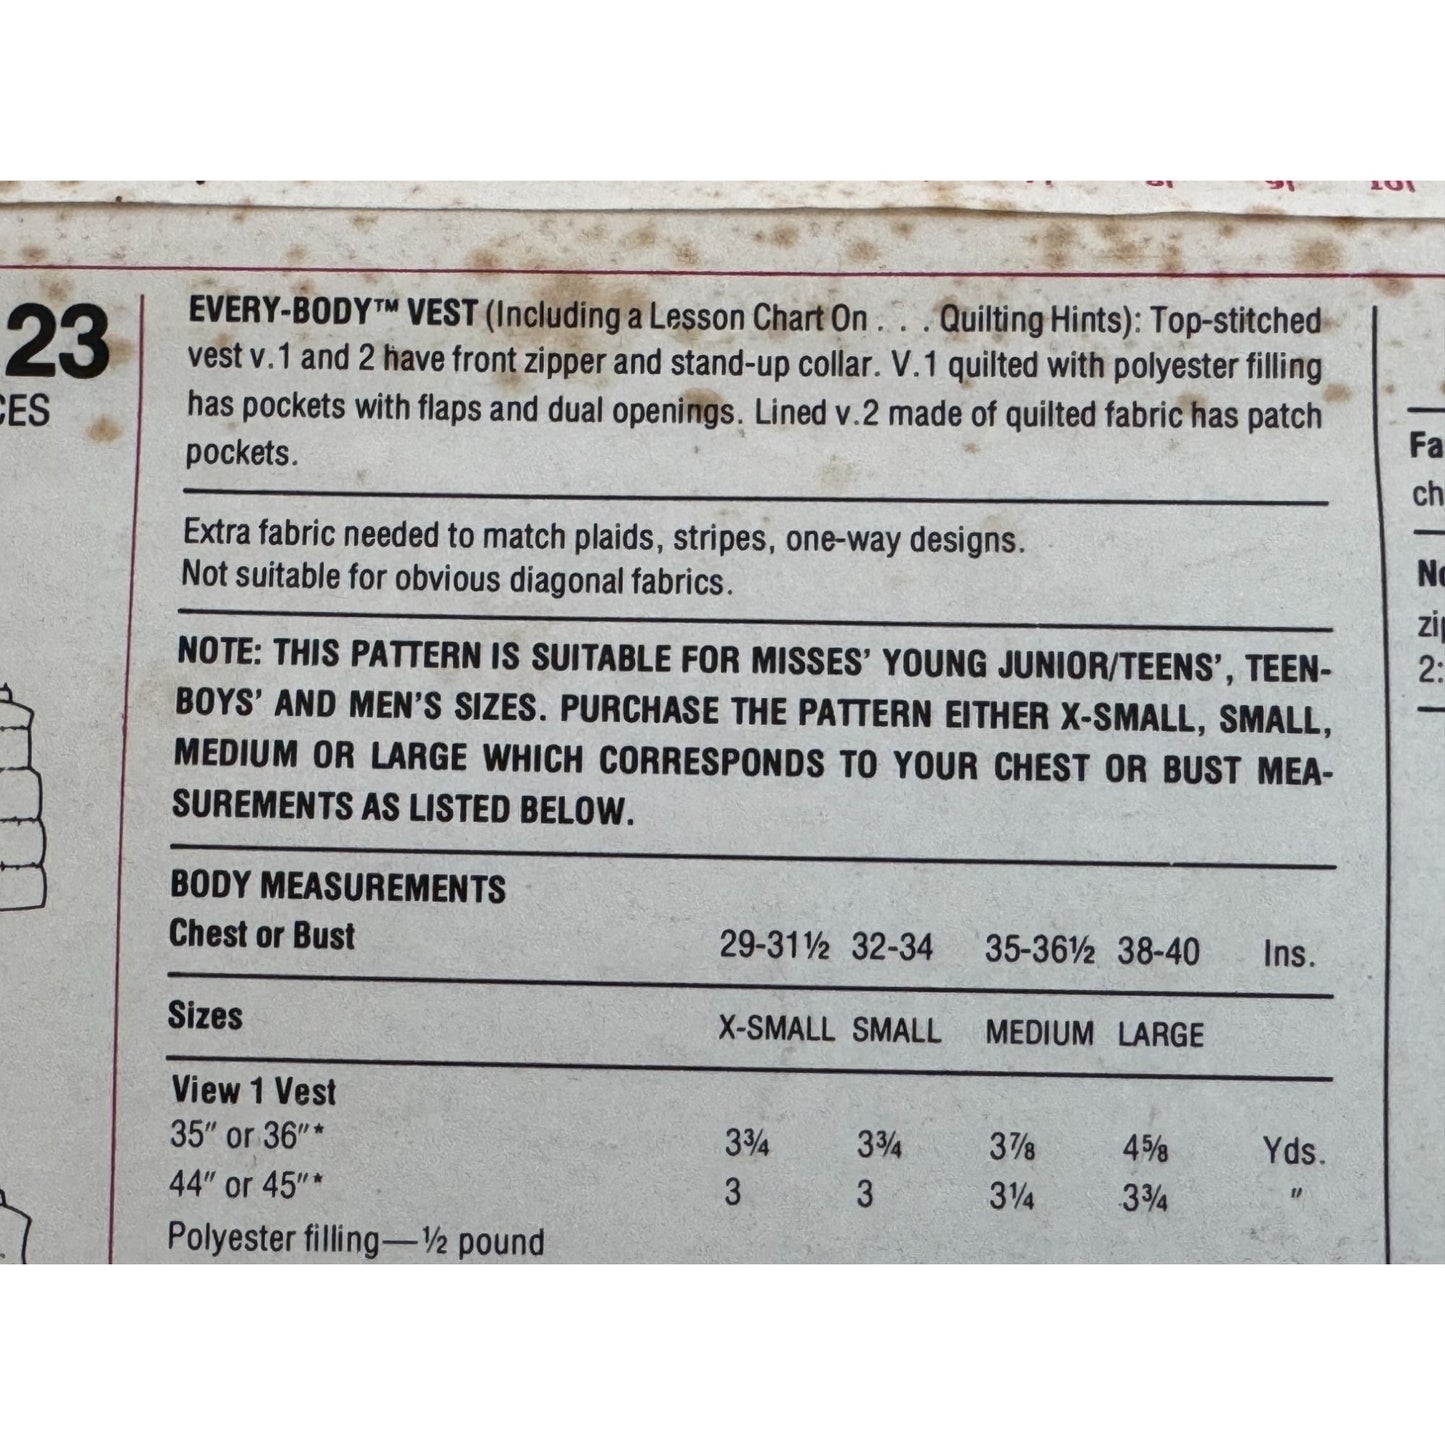 23
EVERY-BODY™ VEST (Including a Lesson Chart On . . . Quilting Hints): Top-stitched
vest v.1 and 2 have front zipper and stand-up collar. V.1 quilted with polyester filling
has pockets with flaps and dual openings. Lined v.2 made of quilted fabric has patch
pockets.
Extra fabric needed to match plaids, stripes, one-way designs.
Not suitable for obvious diagonal fabrics.
NOTE: THIS PATTERN IS SUITABLE FOR MISSES’ YOUNG JUNIOR/TEENS’, TEEN-
BOYS’ AND MEN’S SIZES. PURCHASE THE PATTERN EITHER X-SMALL, SMALL,
MEDIUM OR LARGE WHICH CORRESPONDS TO YOUR CHEST OR BUST MEA-
SUREMENTS AS LISTED BELOW.
BODY MEASUREMENTS
Chest or Bust 29-31½ 32-34 35-36½ 38-40 Ins.
Sizes X-SMALL SMALL MEDIUM LARGE
View 1 Vest
35″ or 36″* 3¾ 3¾ 3⅞ 4⅝ Yds.
44″ or 45″* 3 3 3¼ 3¾ ″
Polyester filling—½ pound